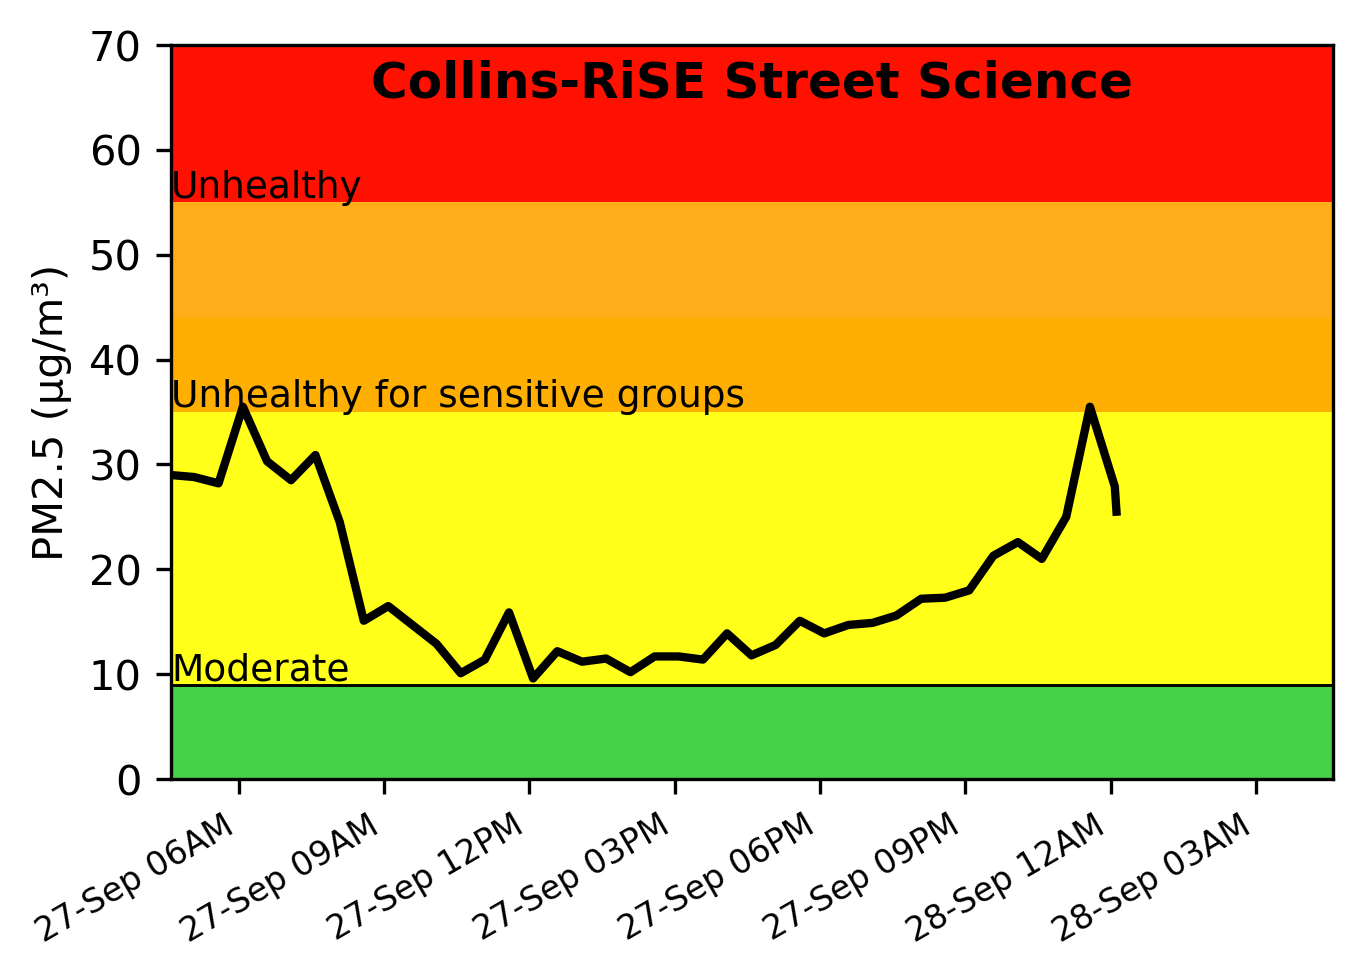 Collins-RiSE Street Science
70
60
Unhealthy
50
40
Unhealthy for sensitive groups
30
20
10
Moderate
0
PM2.5 (µg/m³)
27-Sep 06AM
27-Sep 09AM
27-Sep 12PM
27-Sep 03PM
27-Sep 06PM
27-Sep 09PM
28-Sep 12AM
28-Sep 03AM